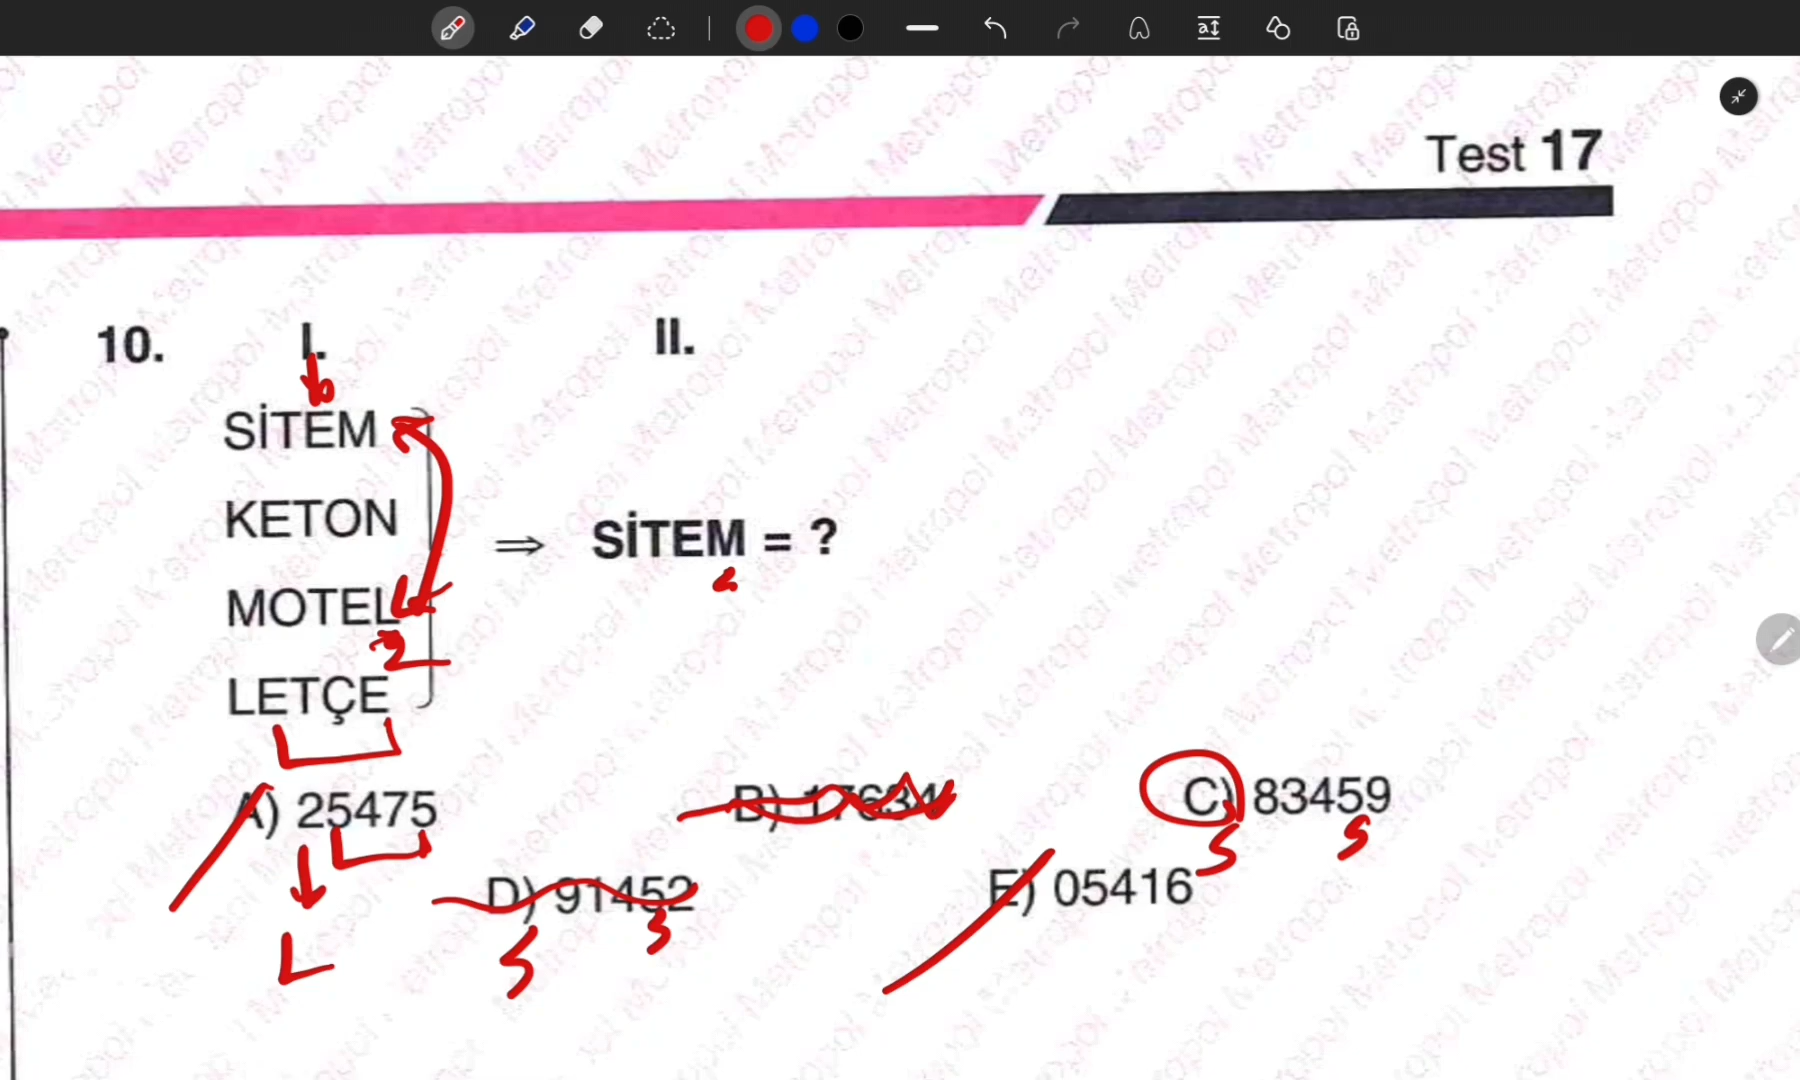 Test 17
10. I. II.
SİTEM
KETON
SİTEM = ?
MOTEL
LETÇE
A) 25475 B) 17634 C) 83459
D) 91452 E) 05416